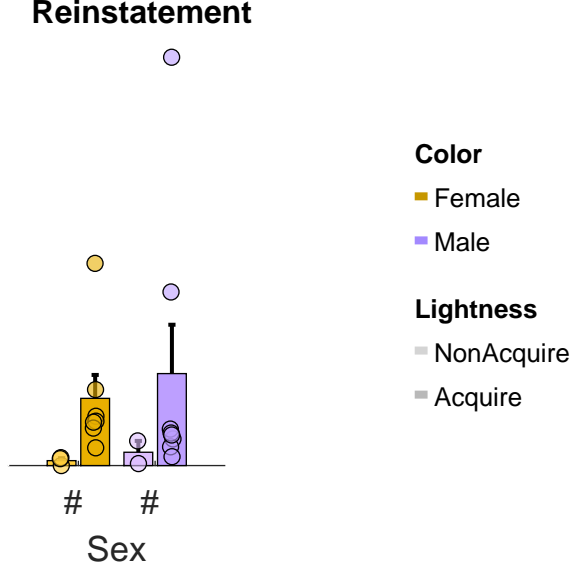 Reinstatement
Color
Female
Male
Lightness
NonAcquire
Acquire
# #
Sex